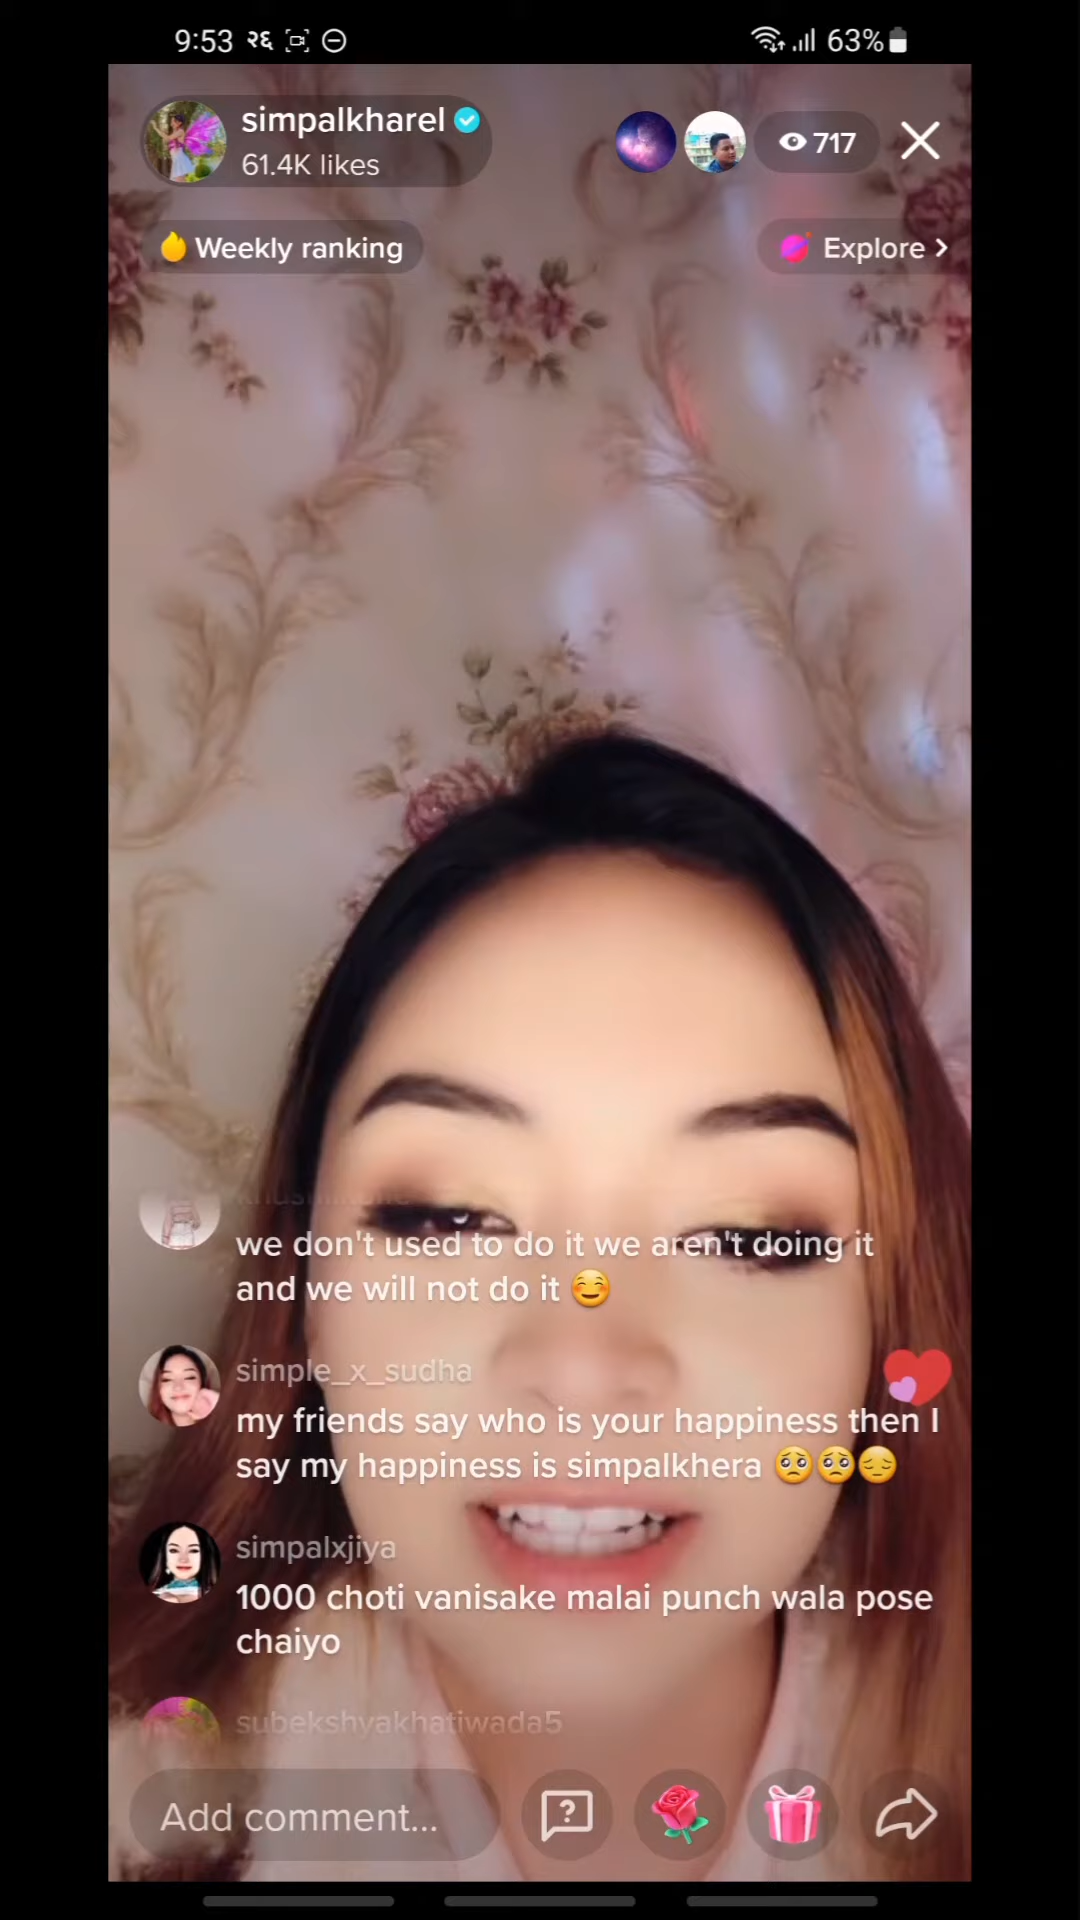 9:53 २६ 63%
simpalkharel
61.4K likes
717
Weekly ranking
Explore >
we don't used to do it we aren't doing it
and we will not do it ☺️
simple_x_sudha
my friends say who is your happiness then I
say my happiness is simpalkhera 🥺🥺😔
simpalxjiya
1000 choti vanisake malai punch wala pose
chaiyo
subekshyakhatiwada5
Add comment...